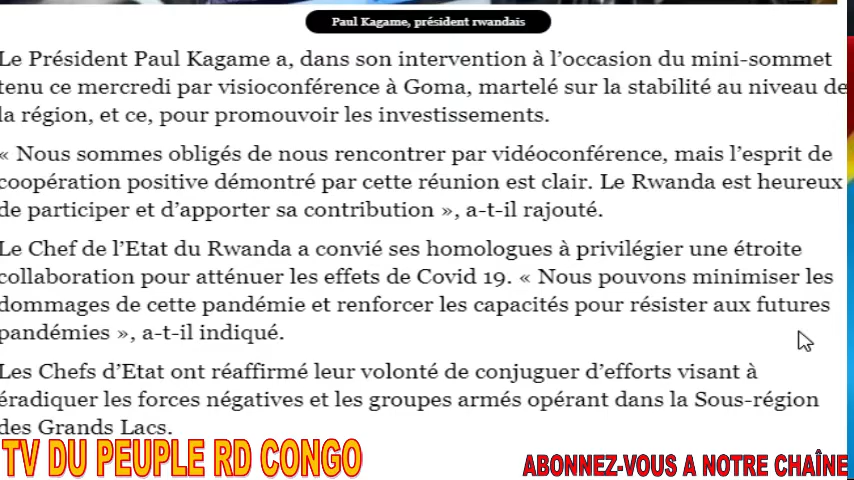 Paul Kagame, président rwandais
Le Président Paul Kagame a, dans son intervention à l’occasion du mini-sommet
tenu ce mercredi par visioconférence à Goma, martelé sur la stabilité au niveau de
la région, et ce, pour promouvoir les investissements.
« Nous sommes obligés de nous rencontrer par vidéoconférence, mais l’esprit de
coopération positive démontré par cette réunion est clair. Le Rwanda est heureux
de participer et d’apporter sa contribution », a-t-il rajouté.
Le Chef de l’Etat du Rwanda a convié ses homologues à privilégier une étroite
collaboration pour atténuer les effets de Covid 19. « Nous pouvons minimiser les
dommages de cette pandémie et renforcer les capacités pour résister aux futures
pandémies », a-t-il indiqué.
Les Chefs d’Etat ont réaffirmé leur volonté de conjuguer d’efforts visant à
éradiquer les forces négatives et les groupes armés opérant dans la Sous-région
des Grands Lacs.
TV DU PEUPLE RD CONGO
ABONNEZ-VOUS A NOTRE CHAÎNE